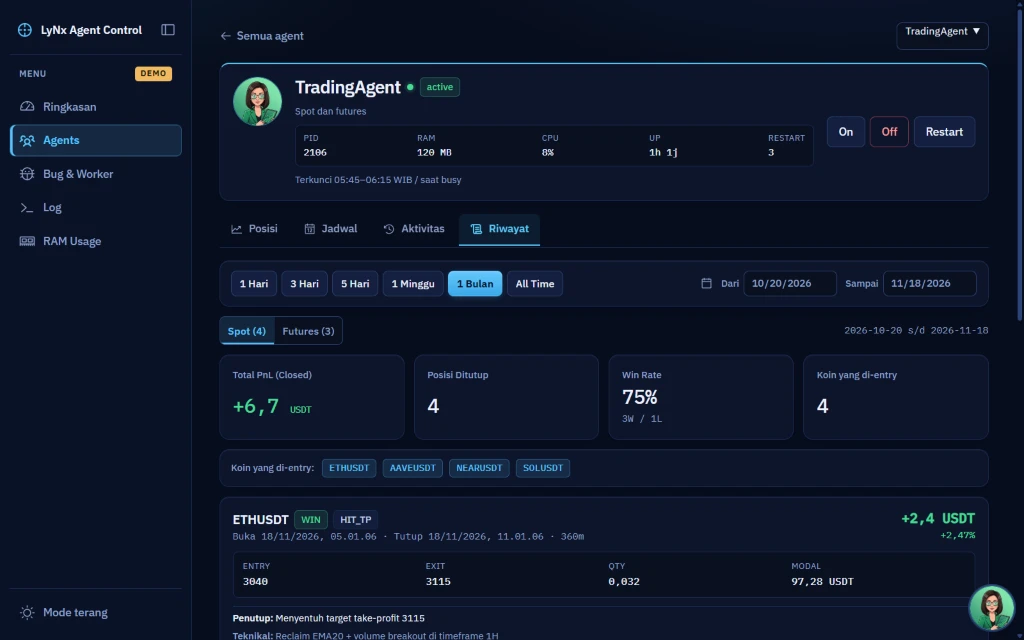 LyNx Agent Control
MENU
DEMO
Ringkasan
Agents
Bug & Worker
Log
RAM Usage
Mode terang
← Semua agent
TradingAgent ▼
TradingAgent
active
Spot dan futures
PID
RAM
CPU
UP
RESTART
2106
120 MB
8%
1h 1j
3
Terkunci 05:45–06:15 WIB / saat busy
On
Off
Restart
Posisi
Jadwal
Aktivitas
Riwayat
1 Hari
3 Hari
5 Hari
1 Minggu
1 Bulan
All Time
Dari
10/20/2026
Sampai
11/18/2026
Spot (4)
Futures (3)
2026-10-20 s/d 2026-11-18
Total PnL (Closed)
+6,7 USDT
Posisi Ditutup
4
Win Rate
75%
3W / 1L
Koin yang di-entry
4
Koin yang di-entry:
ETHUSDT
AAVEUSDT
NEARUSDT
SOLUSDT
ETHUSDT
WIN
HIT_TP
+2,4 USDT
Buka 18/11/2026, 05.01.06 · Tutup 18/11/2026, 11.01.06 · 360m
+2,47%
ENTRY
EXIT
QTY
MODAL
3040
3115
0,032
97,28 USDT
Penutup: Menyentuh target take-profit 3115
Teknikal: Reclaim EMA20 + volume breakout di timeframe 1H